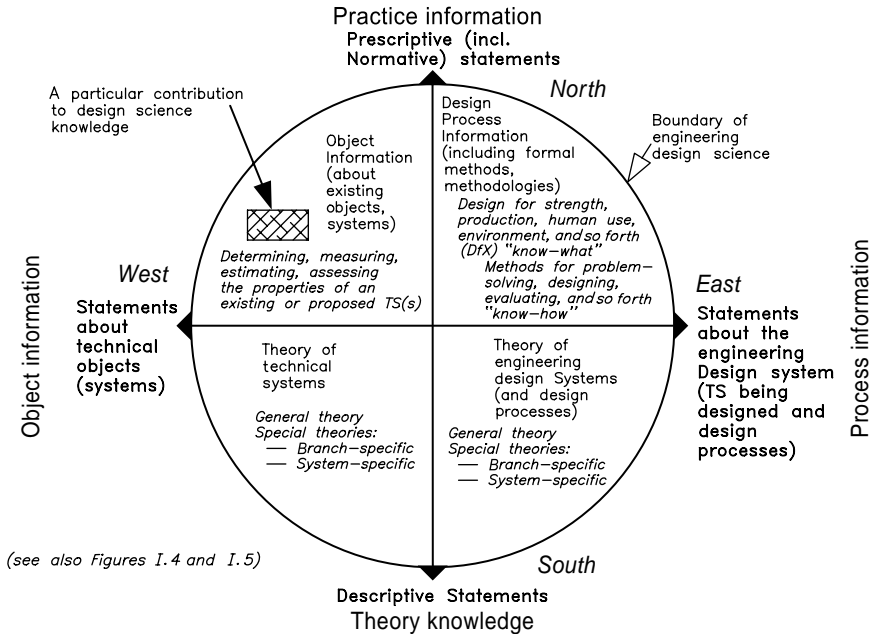 Practice information
Prescriptive (incl.
Normative) statements
North
A particular contribution
to design science
knowledge
Boundary of
engineering
design science
Object
Information
(about
existing
objects,
systems)
Determining, measuring,
estimating, assessing
the properties of an
existing or proposed TS(s)
Design
Process
Information
(including formal
methods,
methodologies)
Design for strength,
production, human use,
environment, and so forth
(DfX) "know–what"
Methods for problem–
solving, designing,
evaluating, and so forth
"know–how"
Object information
West
Statements
about
technical
objects
(systems)
East
Statements
about the
engineering
Design system
(TS being
designed and
design
processes)
Process information
Theory of
technical
systems
General theory
Special theories:
— Branch–specific
— System–specific
Theory of
engineering
design Systems
(and design
processes)
General theory
Special theories:
— Branch–specific
— System–specific
(see also Figures I.4 and I.5)
South
Descriptive Statements
Theory knowledge